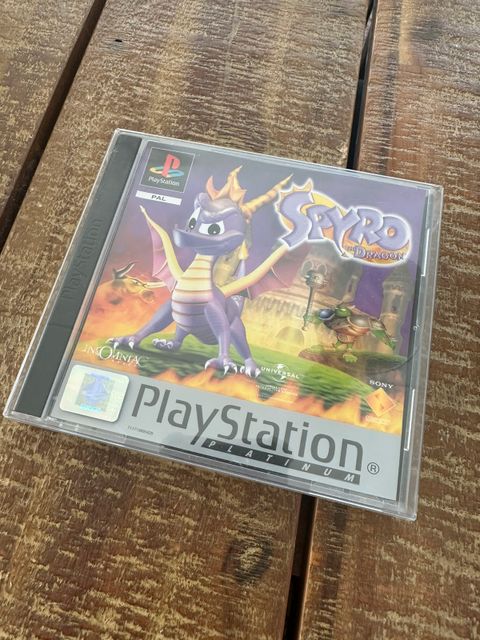 PlayStation
PlayStation
PAL
SPYRO
THE DRAGON
INSOMNIAC
UNIVERSAL
SONY
PlayStation®
PLATINUM